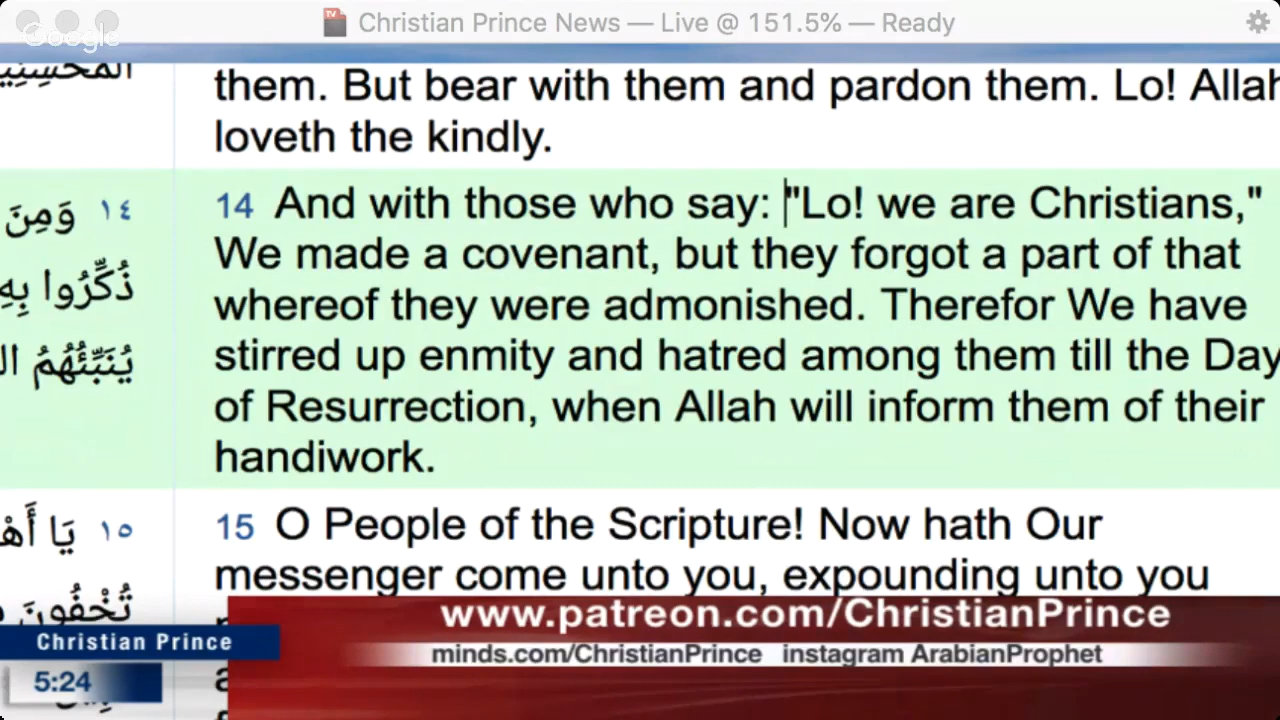 Google
Christian Prince News — Live @ 151.5% — Ready
them. But bear with them and pardon them. Lo! Allah
loveth the kindly.
١٤ وَمِنَ
ذُكِّرُوا بِهِ
يُنَبِّئُهُمُ
14 And with those who say: "Lo! we are Christians,"
We made a covenant, but they forgot a part of that
whereof they were admonished. Therefor We have
stirred up enmity and hatred among them till the Day
of Resurrection, when Allah will inform them of their
handiwork.
١٥ يَا
تُخْفُونَ
15 O People of the Scripture! Now hath Our
messenger come unto you, expounding unto you
www.patreon.com/ChristianPrince
minds.com/ChristianPrince instagram ArabianProphet
Christian Prince
5:24